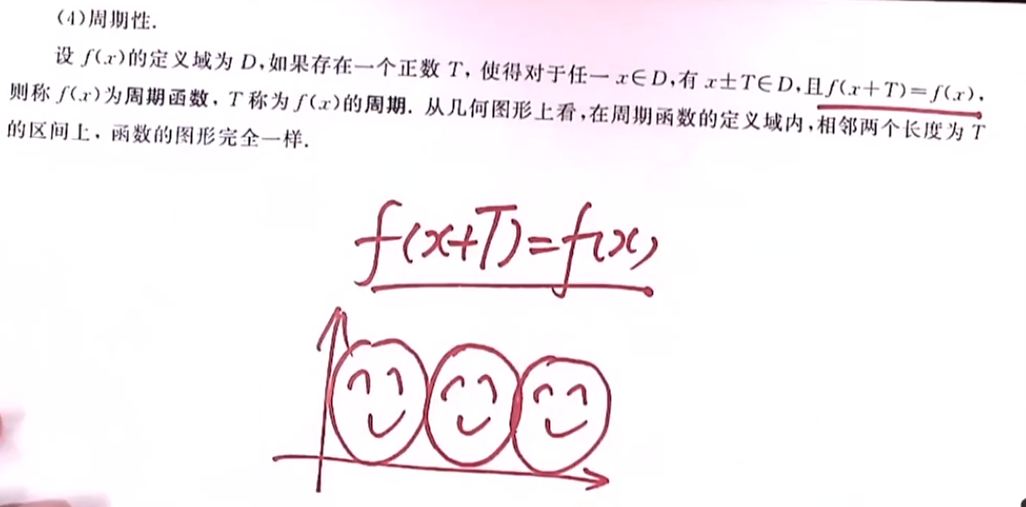 (4)周期性.
设 f(x)的定义域为 D,如果存在一个正数 T, 使得对于任一 x∈D,有 x±T∈D,且f(x+T)=f(x),
则称 f(x)为周期函数, T 称为f(x)的周期. 从几何图形上看,在周期函数的定义域内,相邻两个长度为 T
的区间上, 函数的图形完全一样.
f(x+T)=f(x)